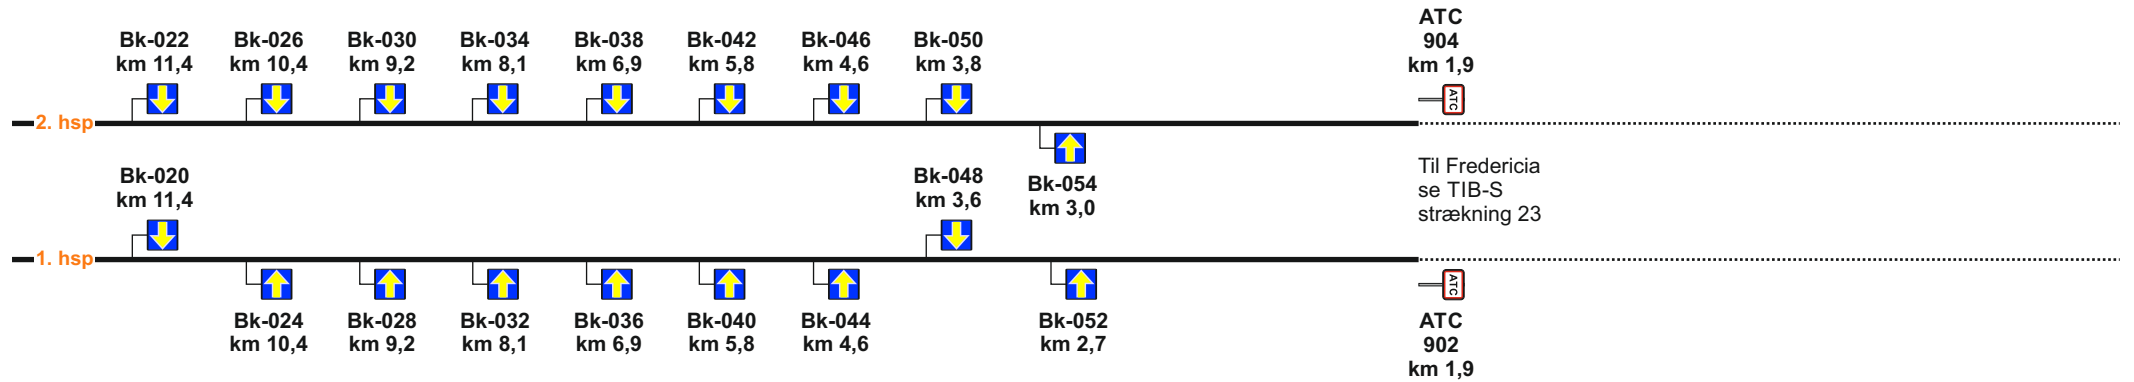 ATC
904
km 1,9
Bk-022
km 11,4
Bk-026
km 10,4
Bk-030
km 9,2
Bk-034
km 8,1
Bk-038
km 6,9
Bk-042
km 5,8
Bk-046
km 4,6
Bk-050
km 3,8
ATC
2. hsp
Bk-020
km 11,4
Bk-048
km 3,6
Bk-054
km 3,0
Til Fredericia
se TIB-S
strækning 23
1. hsp
ATC
Bk-024
km 10,4
Bk-028
km 9,2
Bk-032
km 8,1
Bk-036
km 6,9
Bk-040
km 5,8
Bk-044
km 4,6
Bk-052
km 2,7
ATC
902
km 1,9